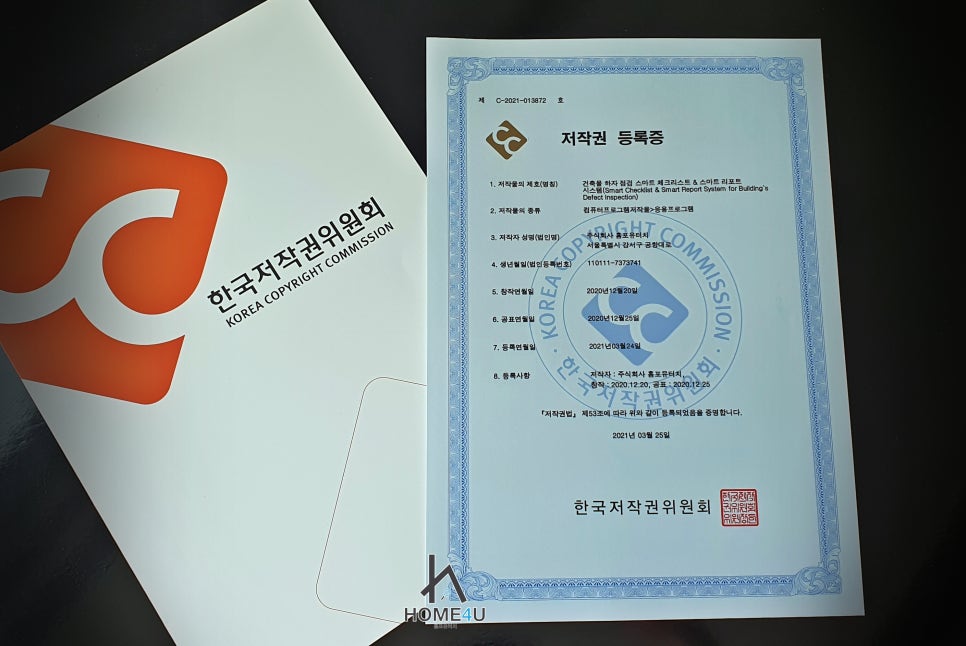 한국저작권위원회
KOREA COPYRIGHT COMMISSION
제 C-2021-013872 호
저작권 등록증
1. 저작물의 제호(명칭) 건축물 하자 점검 스마트 체크리스트 & 스마트 리포트
시스템(Smart Checklist & Smart Report System for Building's
Defect Inspection)
2. 저작물의 종류 컴퓨터프로그램저작물>응용프로그램
3. 저작자 성명(법인명) 주식회사 홈포유터치
서울특별시 강서구 공항대로
4. 생년월일(법인등록번호) 110111-7373741
5. 창작연월일 2020년12월20일
6. 공표연월일 2020년12월25일
7. 등록연월일 2021년03월24일
8. 등록사항 저작자 : 주식회사 홈포유터치,
창작 : 2020.12.20, 공표 : 2020.12.25
『저작권법』 제53조에 따라 위와 같이 등록되었음을 증명합니다.
2021년 03월 25일
KOREA COPYRIGHT COMMISSION
한국저작권위원회
한국저작권위원회
HOME4U